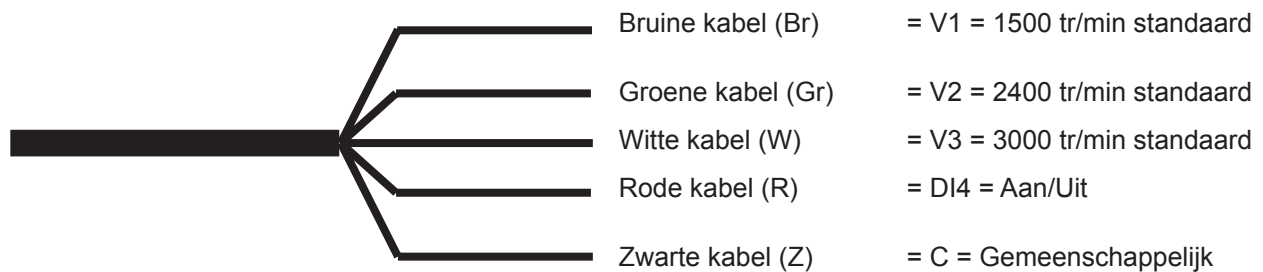 Bruine kabel (Br) = V1 = 1500 tr/min standaard
Groene kabel (Gr) = V2 = 2400 tr/min standaard
Witte kabel (W) = V3 = 3000 tr/min standaard
Rode kabel (R) = DI4 = Aan/Uit
Zwarte kabel (Z) = C = Gemeenschappelijk